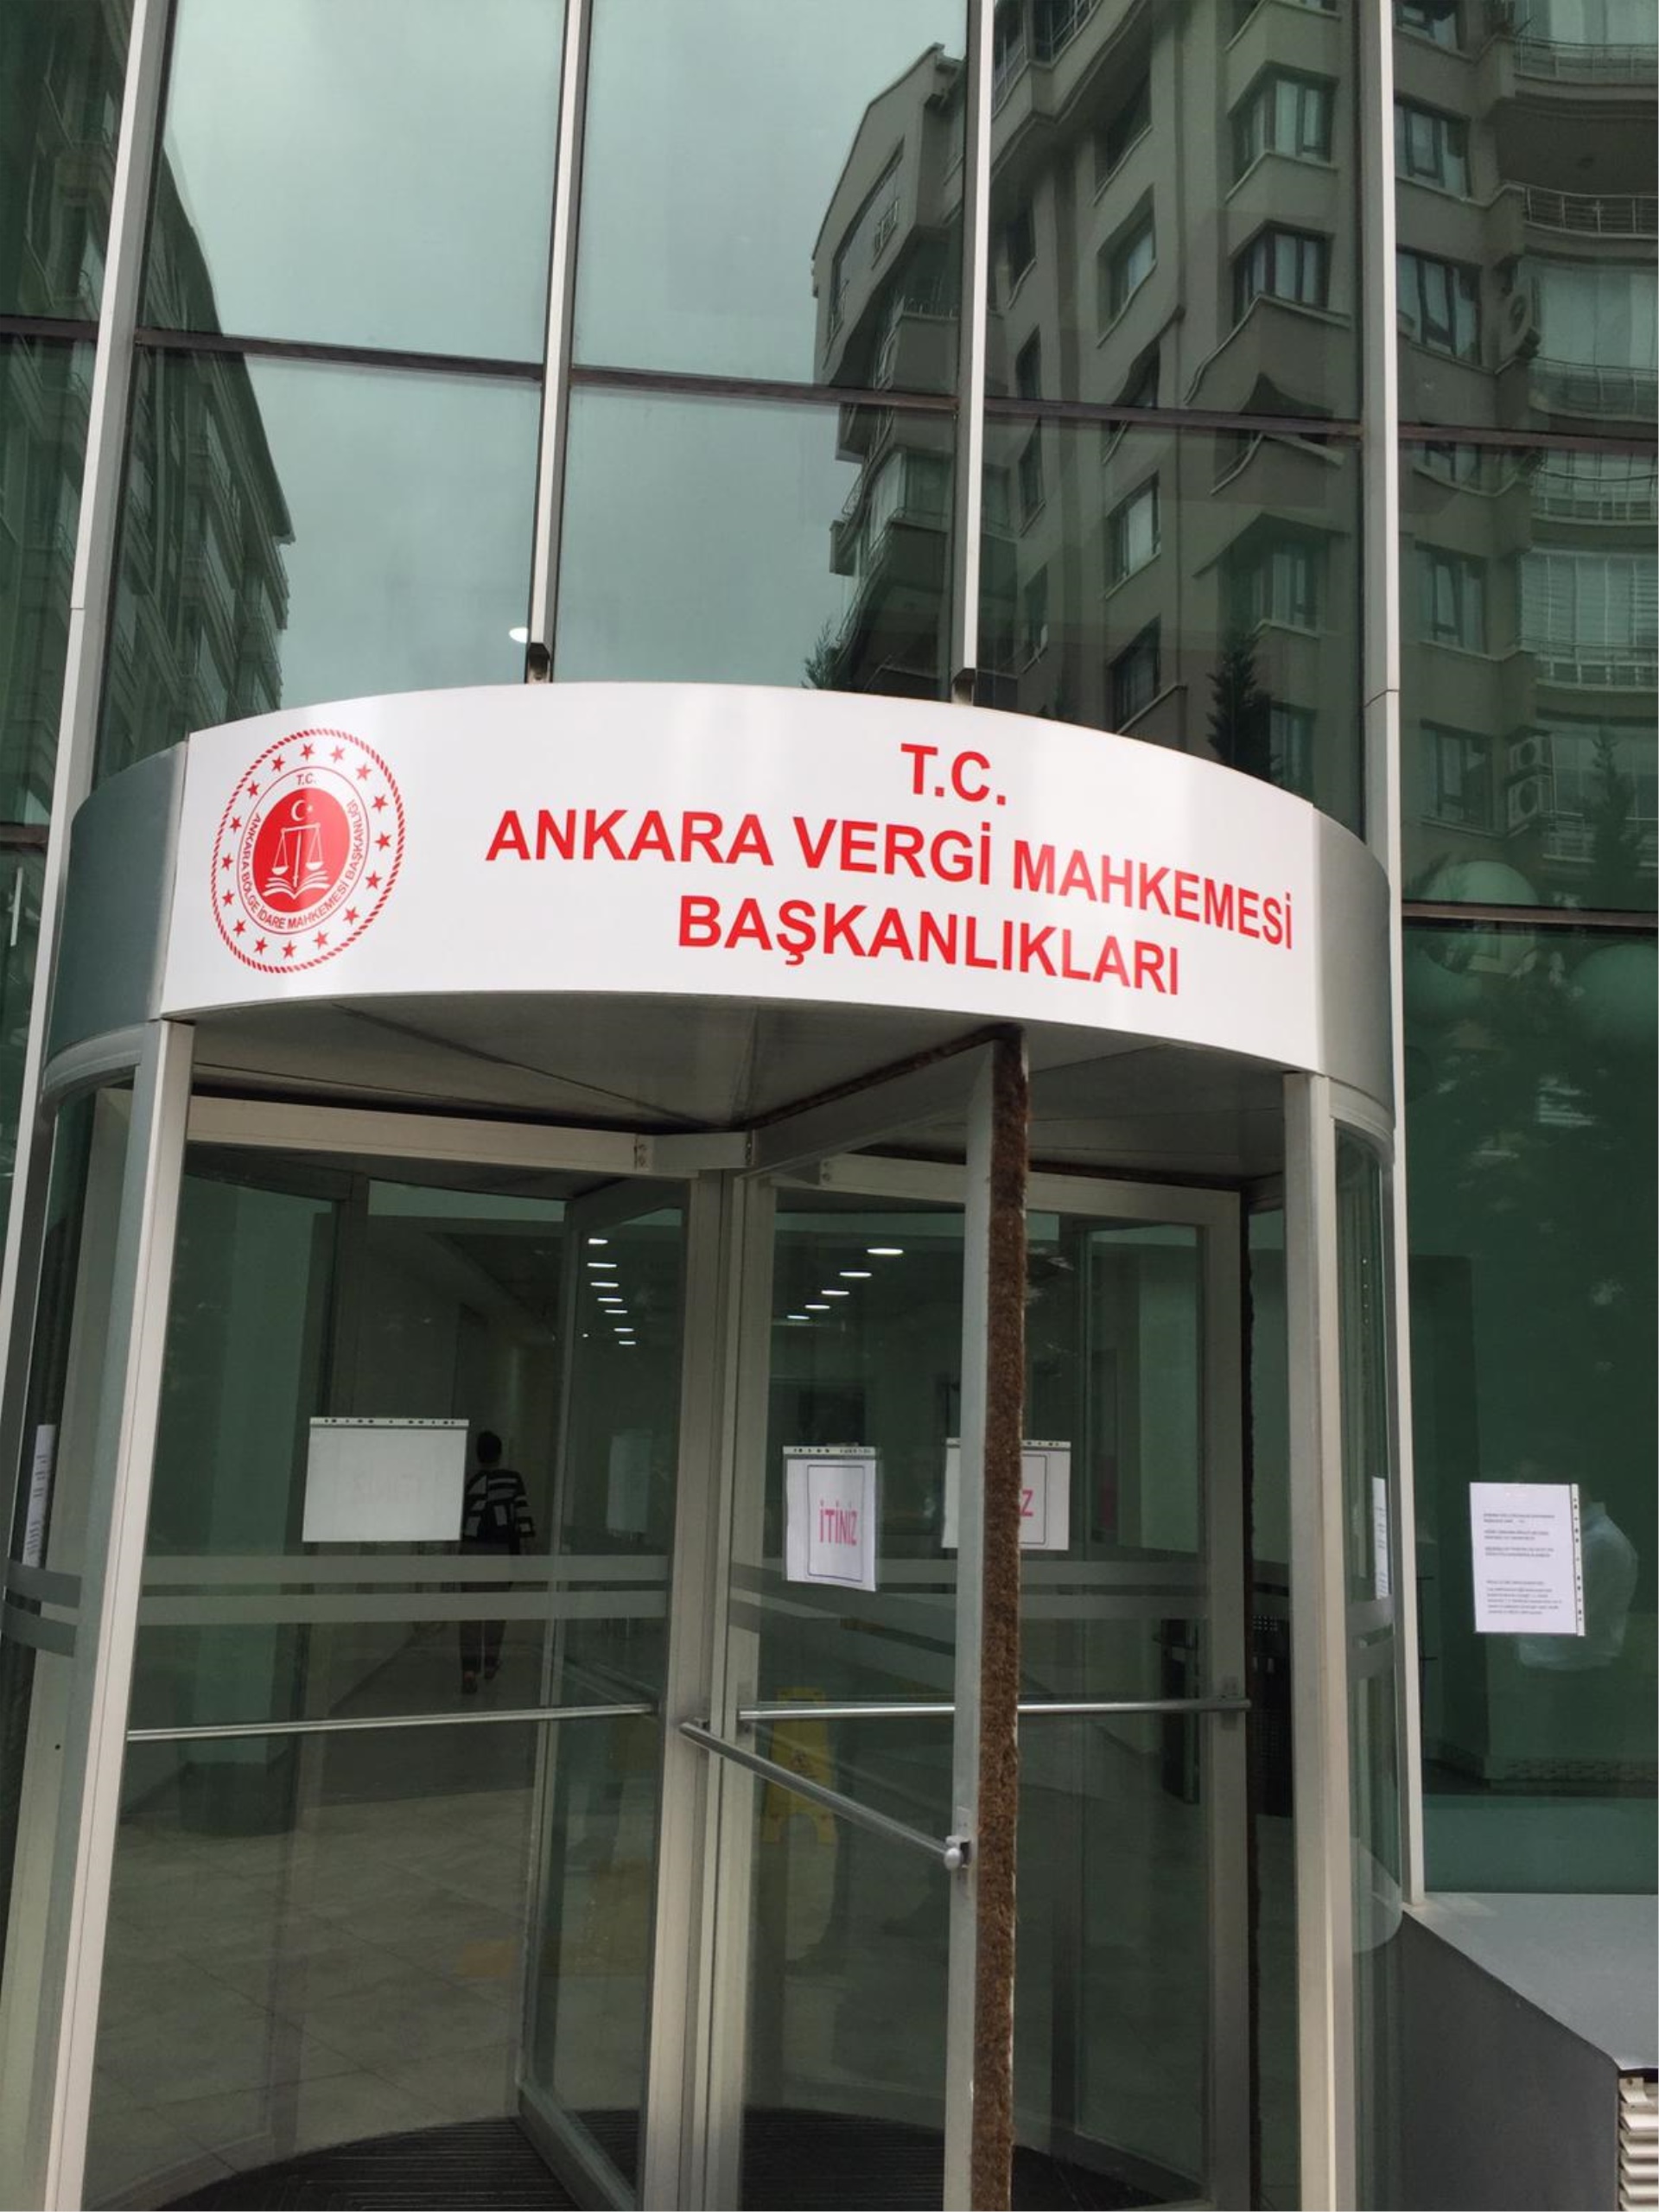 T.C.
ANKARA BÖLGE İDARE MAHKEMESİ BAŞKANLIĞI
T.C.
ANKARA VERGİ MAHKEMESİ
BAŞKANLIKLARI
İTİNİZ
Z